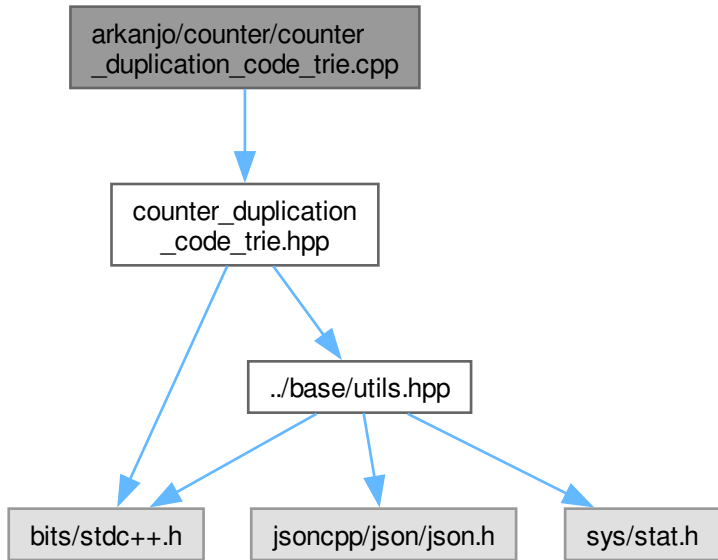 arkanjo/counter/counter
_duplication_code_trie.cpp
counter_duplication
_code_trie.hpp
../base/utils.hpp
bits/stdc++.h
jsoncpp/json/json.h
sys/stat.h